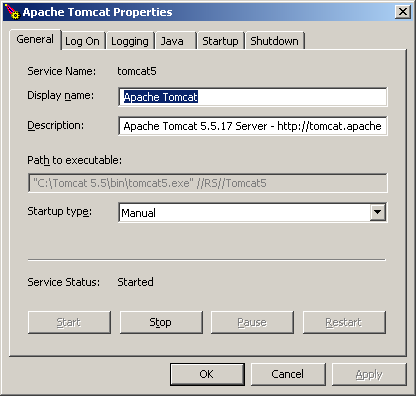 Apache Tomcat Properties
General Log On Logging Java Startup Shutdown
Service Name: tomcat5
Display name: Apache Tomcat
Description: Apache Tomcat 5.5.17 Server - http://tomcat.apache
Path to executable:
"C:\Tomcat 5.5\bin\tomcat5.exe" //RS//Tomcat5
Startup type: Manual
Service Status: Started
Start Stop Pause Restart
OK Cancel Apply